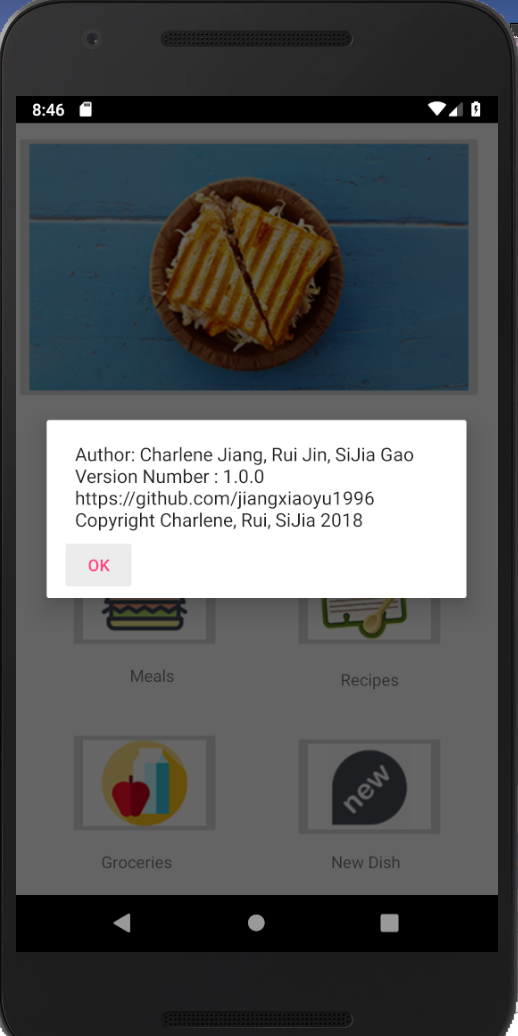 8:46
Author: Charlene Jiang, Rui Jin, SiJia Gao
Version Number : 1.0.0
https://github.com/jiangxiaoyu1996
Copyright Charlene, Rui, SiJia 2018
OK
Meals
Recipes
new
Groceries
New Dish